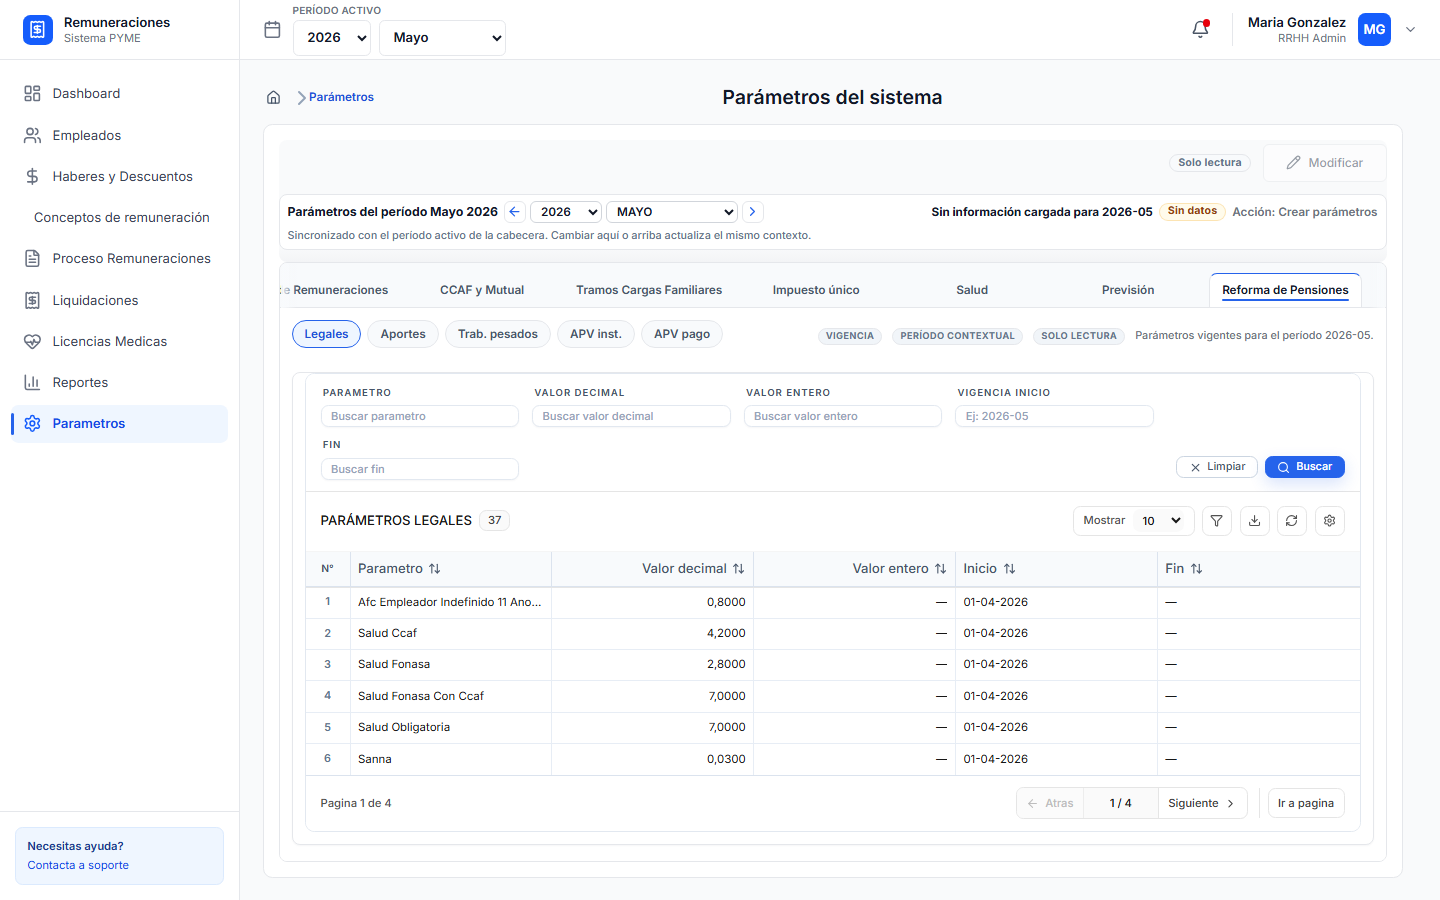 Remuneraciones
Sistema PYME
PERÍODO ACTIVO
2026
Mayo
Maria Gonzalez
RRHH Admin
MG
Dashboard
Empleados
Haberes y Descuentos
Conceptos de remuneración
Proceso Remuneraciones
Liquidaciones
Licencias Medicas
Reportes
Parametros
Necesitas ayuda?
Contacta a soporte
Parámetros
Parámetros del sistema
Solo lectura
Modificar
Parámetros del período Mayo 2026
2026
MAYO
Sin información cargada para 2026-05
Sin datos
Acción: Crear parámetros
Sincronizado con el período activo de la cabecera. Cambiar aquí o arriba actualiza el mismo contexto.
e Remuneraciones
CCAF y Mutual
Tramos Cargas Familiares
Impuesto único
Salud
Previsión
Reforma de Pensiones
Legales
Aportes
Trab. pesados
APV inst.
APV pago
VIGENCIA
PERÍODO CONTEXTUAL
SOLO LECTURA
Parámetros vigentes para el período 2026-05.
PARAMETRO
VALOR DECIMAL
VALOR ENTERO
VIGENCIA INICIO
Buscar parametro
Buscar valor decimal
Buscar valor entero
Ej: 2026-05
FIN
Buscar fin
Limpiar
Buscar
PARÁMETROS LEGALES 37
Mostrar 10
N° Parametro Valor decimal Valor entero Inicio Fin
1 Afc Empleador Indefinido 11 Ano... 0,8000 — 01-04-2026 —
2 Salud Ccaf 4,2000 — 01-04-2026 —
3 Salud Fonasa 2,8000 — 01-04-2026 —
4 Salud Fonasa Con Ccaf 7,0000 — 01-04-2026 —
5 Salud Obligatoria 7,0000 — 01-04-2026 —
6 Sanna 0,0300 — 01-04-2026 —
Pagina 1 de 4
Atras
1 / 4
Siguiente
Ir a pagina